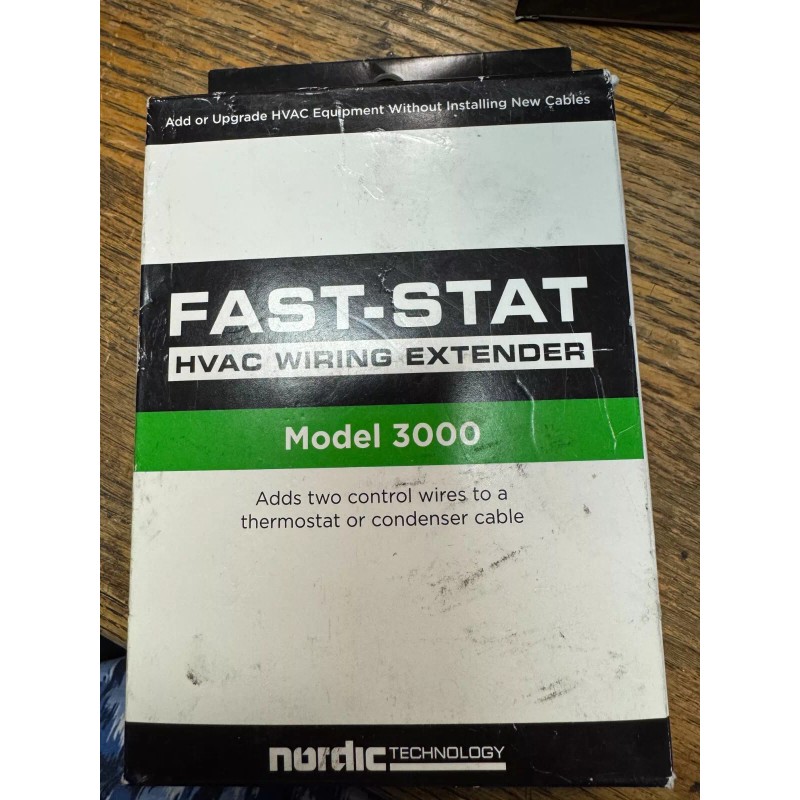 Add or Upgrade HVAC Equipment Without Installing New Cables
FAST-STAT
HVAC WIRING EXTENDER
Model 3000
Adds two control wires to a
thermostat or condenser cable
nordic TECHNOLOGY